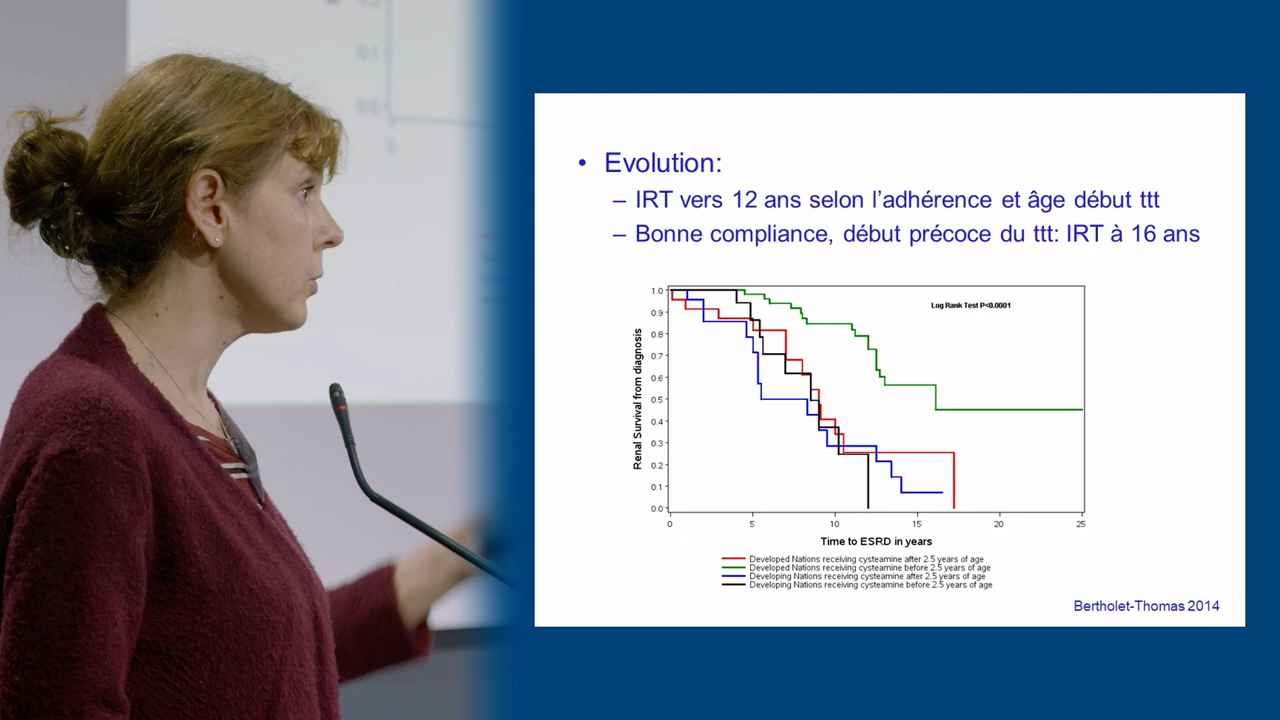 0.1
0.0
0
• Evolution:
– IRT vers 12 ans selon l’adhérence et âge début ttt
– Bonne compliance, début précoce du ttt: IRT à 16 ans
Log Rank Test P<0.0001
Renal Survival from diagnosis
1.0
0.9
0.8
0.7
0.6
0.5
0.4
0.3
0.2
0.1
0.0
0 5 10 15 20 25
Time to ESRD in years
Developed Nations receiving cysteamine after 2.5 years of age
Developed Nations receiving cysteamine before 2.5 years of age
Developing Nations receiving cysteamine after 2.5 years of age
Developing Nations receiving cysteamine before 2.5 years of age
Bertholet-Thomas 2014